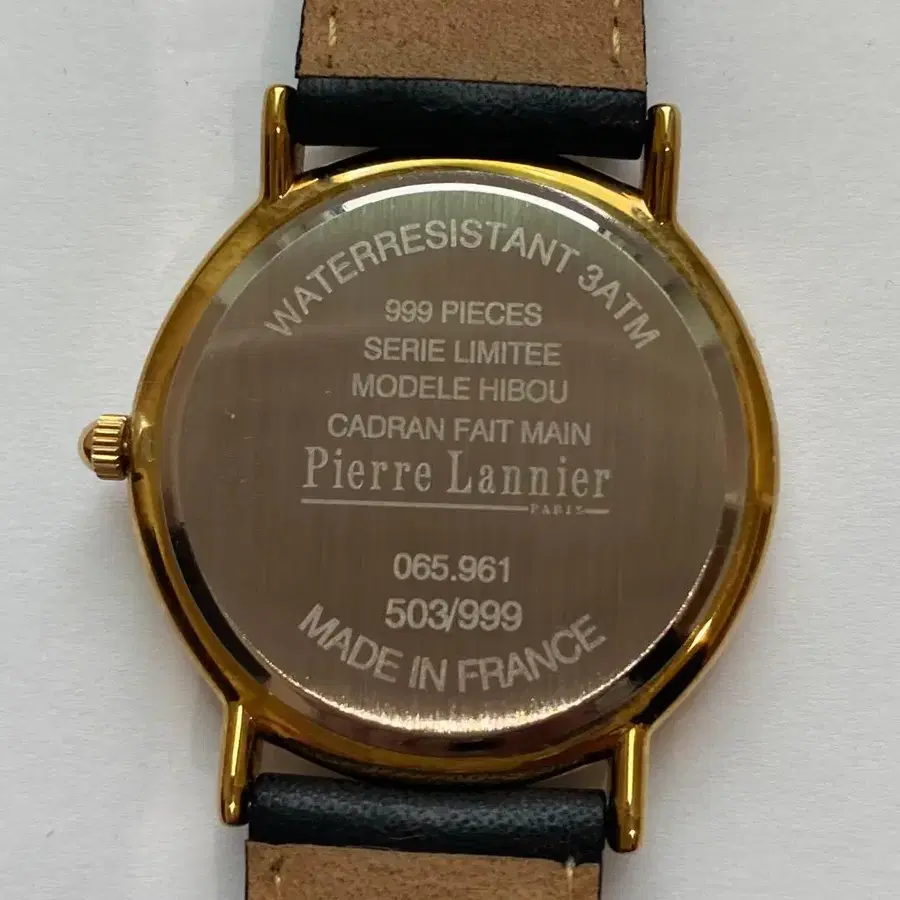 WATERRESISTANT 3ATM
999 PIECES
SERIE LIMITEE
MODELE HIBOU
CADRAN FAIT MAIN
Pierre Lannier
PARIS
065.961
503/999
MADE IN FRANCE